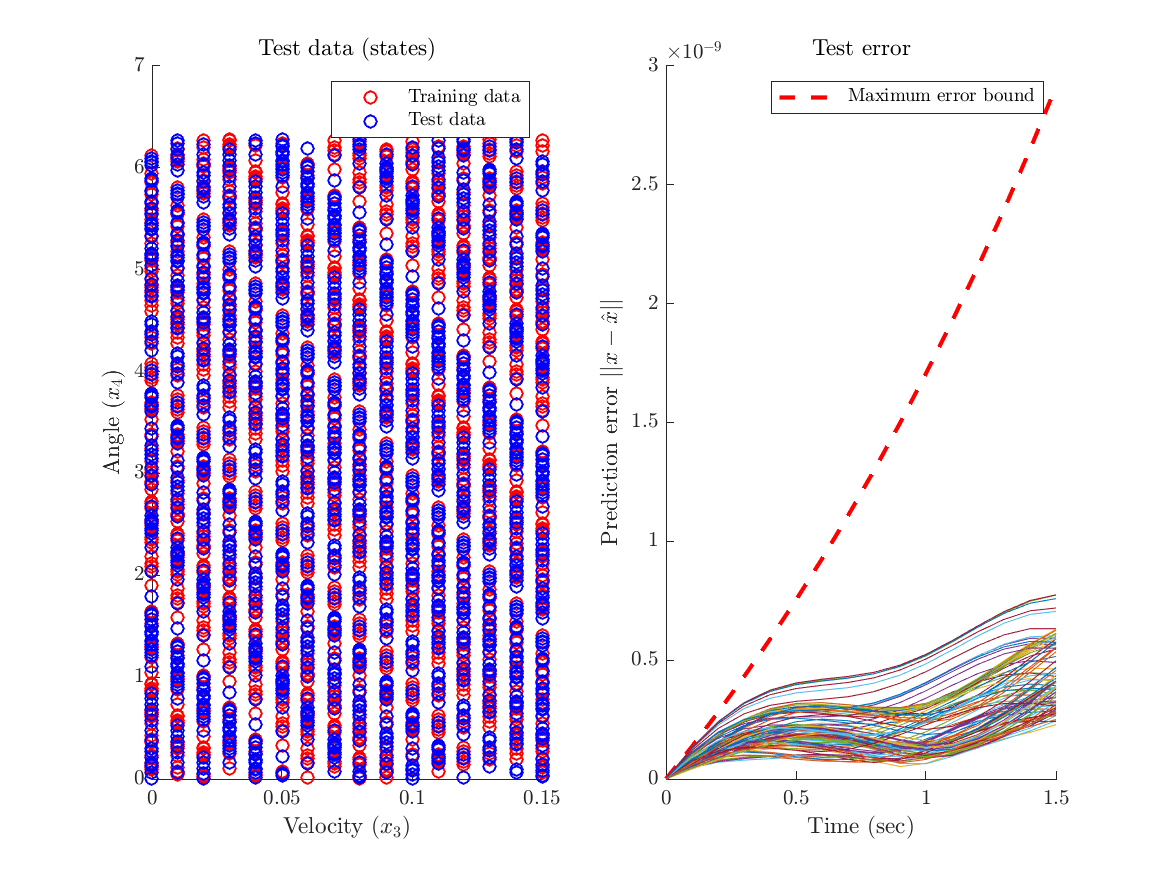 Test data (states)
7
6
5
4
3
2
1
0
Training data
Test data
0 0.05 0.1 0.15
Velocity (x₃)
Angle (x₄)
Test error
×10⁻⁹
3
2.5
2
1.5
1
0.5
0
Maximum error bound
0 0.5 1 1.5
Time (sec)
Prediction error ||x − x̂||